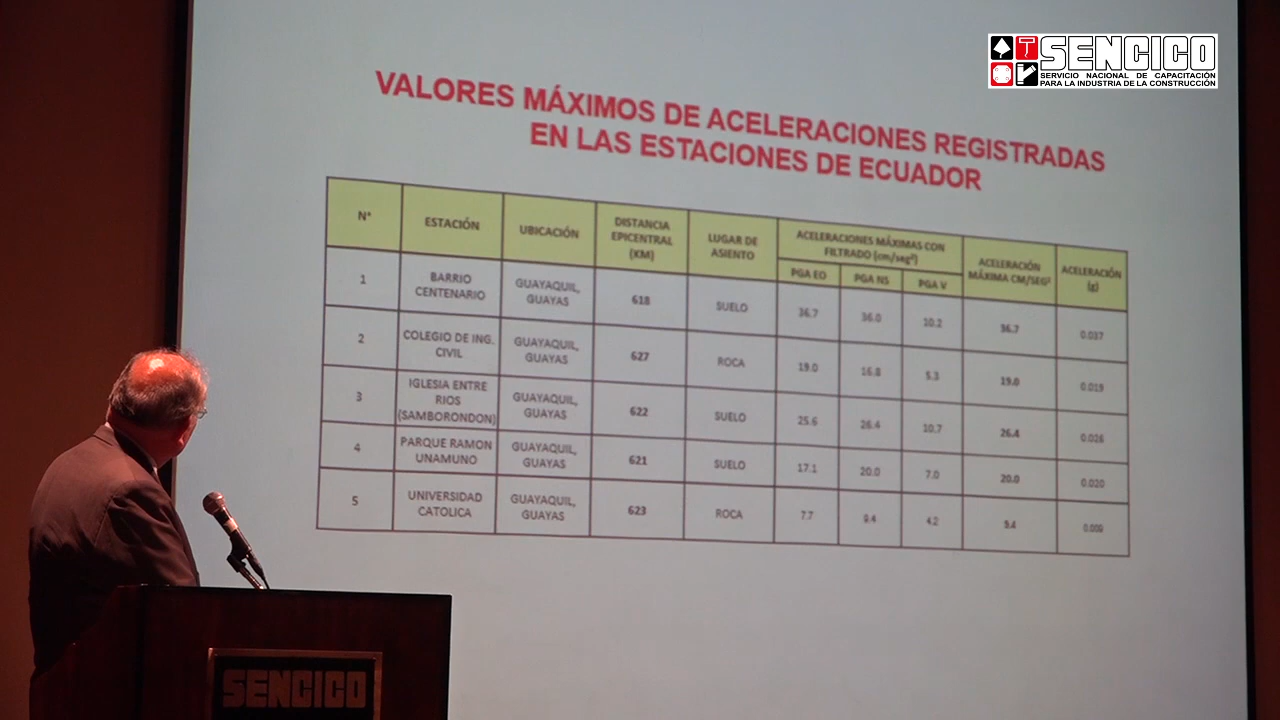 SENCICO
SERVICIO NACIONAL DE CAPACITACIÓN
PARA LA INDUSTRIA DE LA CONSTRUCCIÓN
VALORES MÁXIMOS DE ACELERACIONES REGISTRADAS
EN LAS ESTACIONES DE ECUADOR
N° ESTACIÓN UBICACIÓN DISTANCIA EPICENTRAL (KM) LUGAR DE ASIENTO ACELERACIONES MÁXIMAS CON FILTRADO (cm/seg²) ACELERACIÓN MÁXIMA CM/SEG² ACELERACIÓN (g)
PGA EO PGA NS PGA V
1 BARRIO CENTENARIO GUAYAQUIL, GUAYAS 618 SUELO 36.7 36.0 10.2 36.7 0.037
2 COLEGIO DE ING. CIVIL GUAYAQUIL, GUAYAS 627 ROCA 19.0 16.8 5.3 19.0 0.019
3 IGLESIA ENTRE RIOS (SAMBORONDON) GUAYAQUIL, GUAYAS 622 SUELO 25.6 26.4 10.7 26.4 0.026
4 PARQUE RAMON UNAMUNO GUAYAQUIL, GUAYAS 621 SUELO 17.1 20.0 7.0 20.0 0.020
5 UNIVERSIDAD CATOLICA GUAYAQUIL, GUAYAS 623 ROCA 7.7 9.4 4.2 9.4 0.009
SENCICO